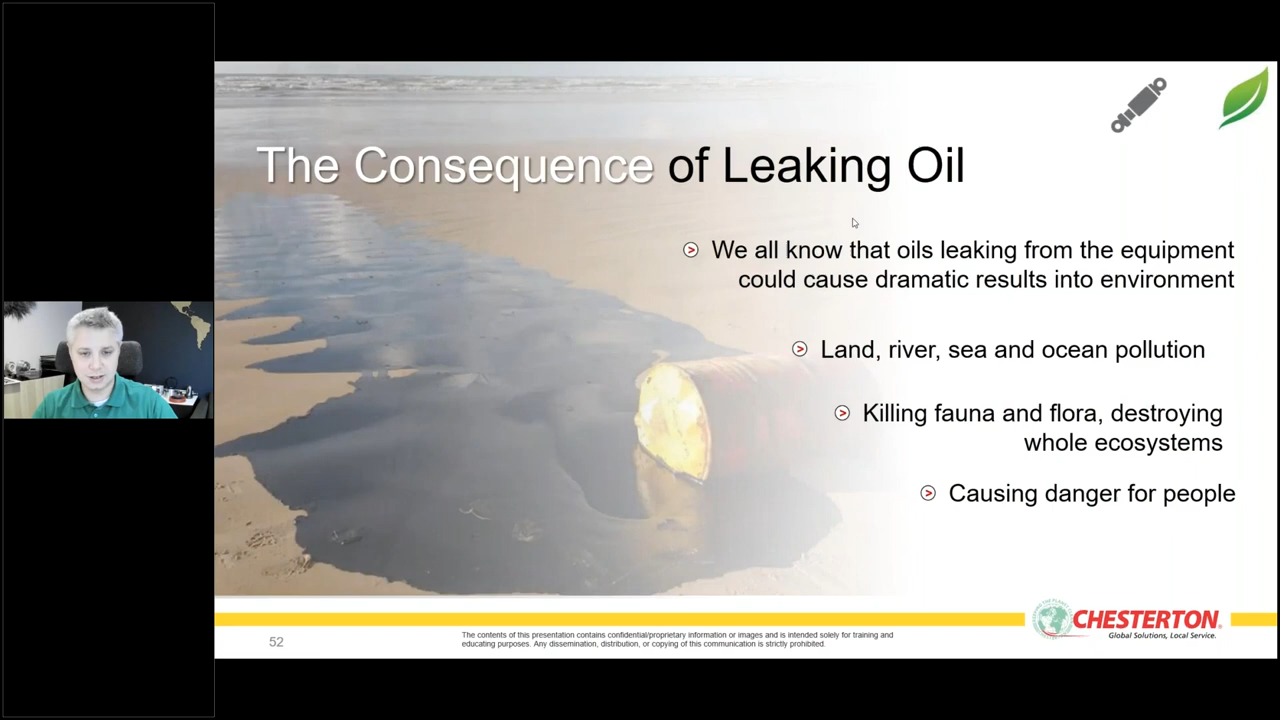 The Consequence of Leaking Oil
We all know that oils leaking from the equipment
could cause dramatic results into environment
Land, river, sea and ocean pollution
Killing fauna and flora, destroying
whole ecosystems
Causing danger for people
CHESTERTON
Global Solutions, Local Service.
52
The contents of this presentation contains confidential/proprietary information or images and is intended solely for training and
educating purposes. Any dissemination, distribution, or copying of this communication is strictly prohibited.